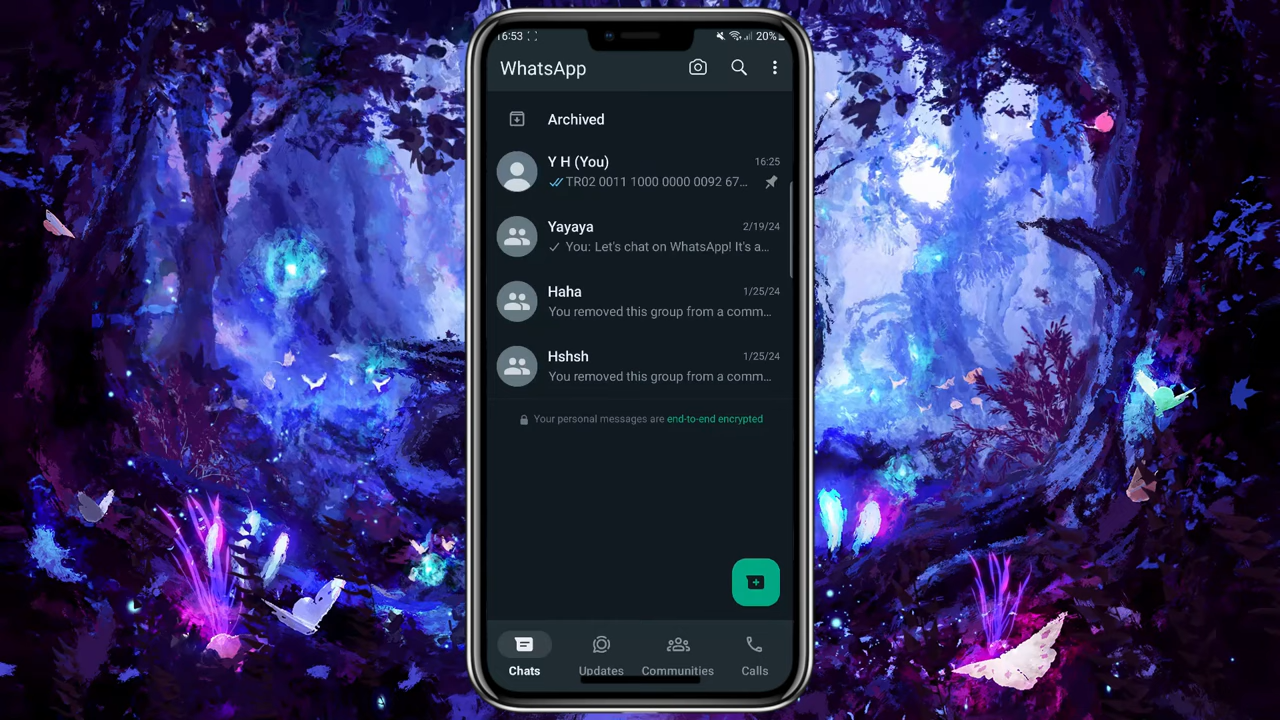 16:53 20%
WhatsApp
Archived
Y H (You) 16:25
TR02 0011 1000 0000 0092 67...
Yayaya 2/19/24
You: Let's chat on WhatsApp! It's a...
Haha 1/25/24
You removed this group from a comm...
Hshsh 1/25/24
You removed this group from a comm...
Your personal messages are end-to-end encrypted
Chats Updates Communities Calls